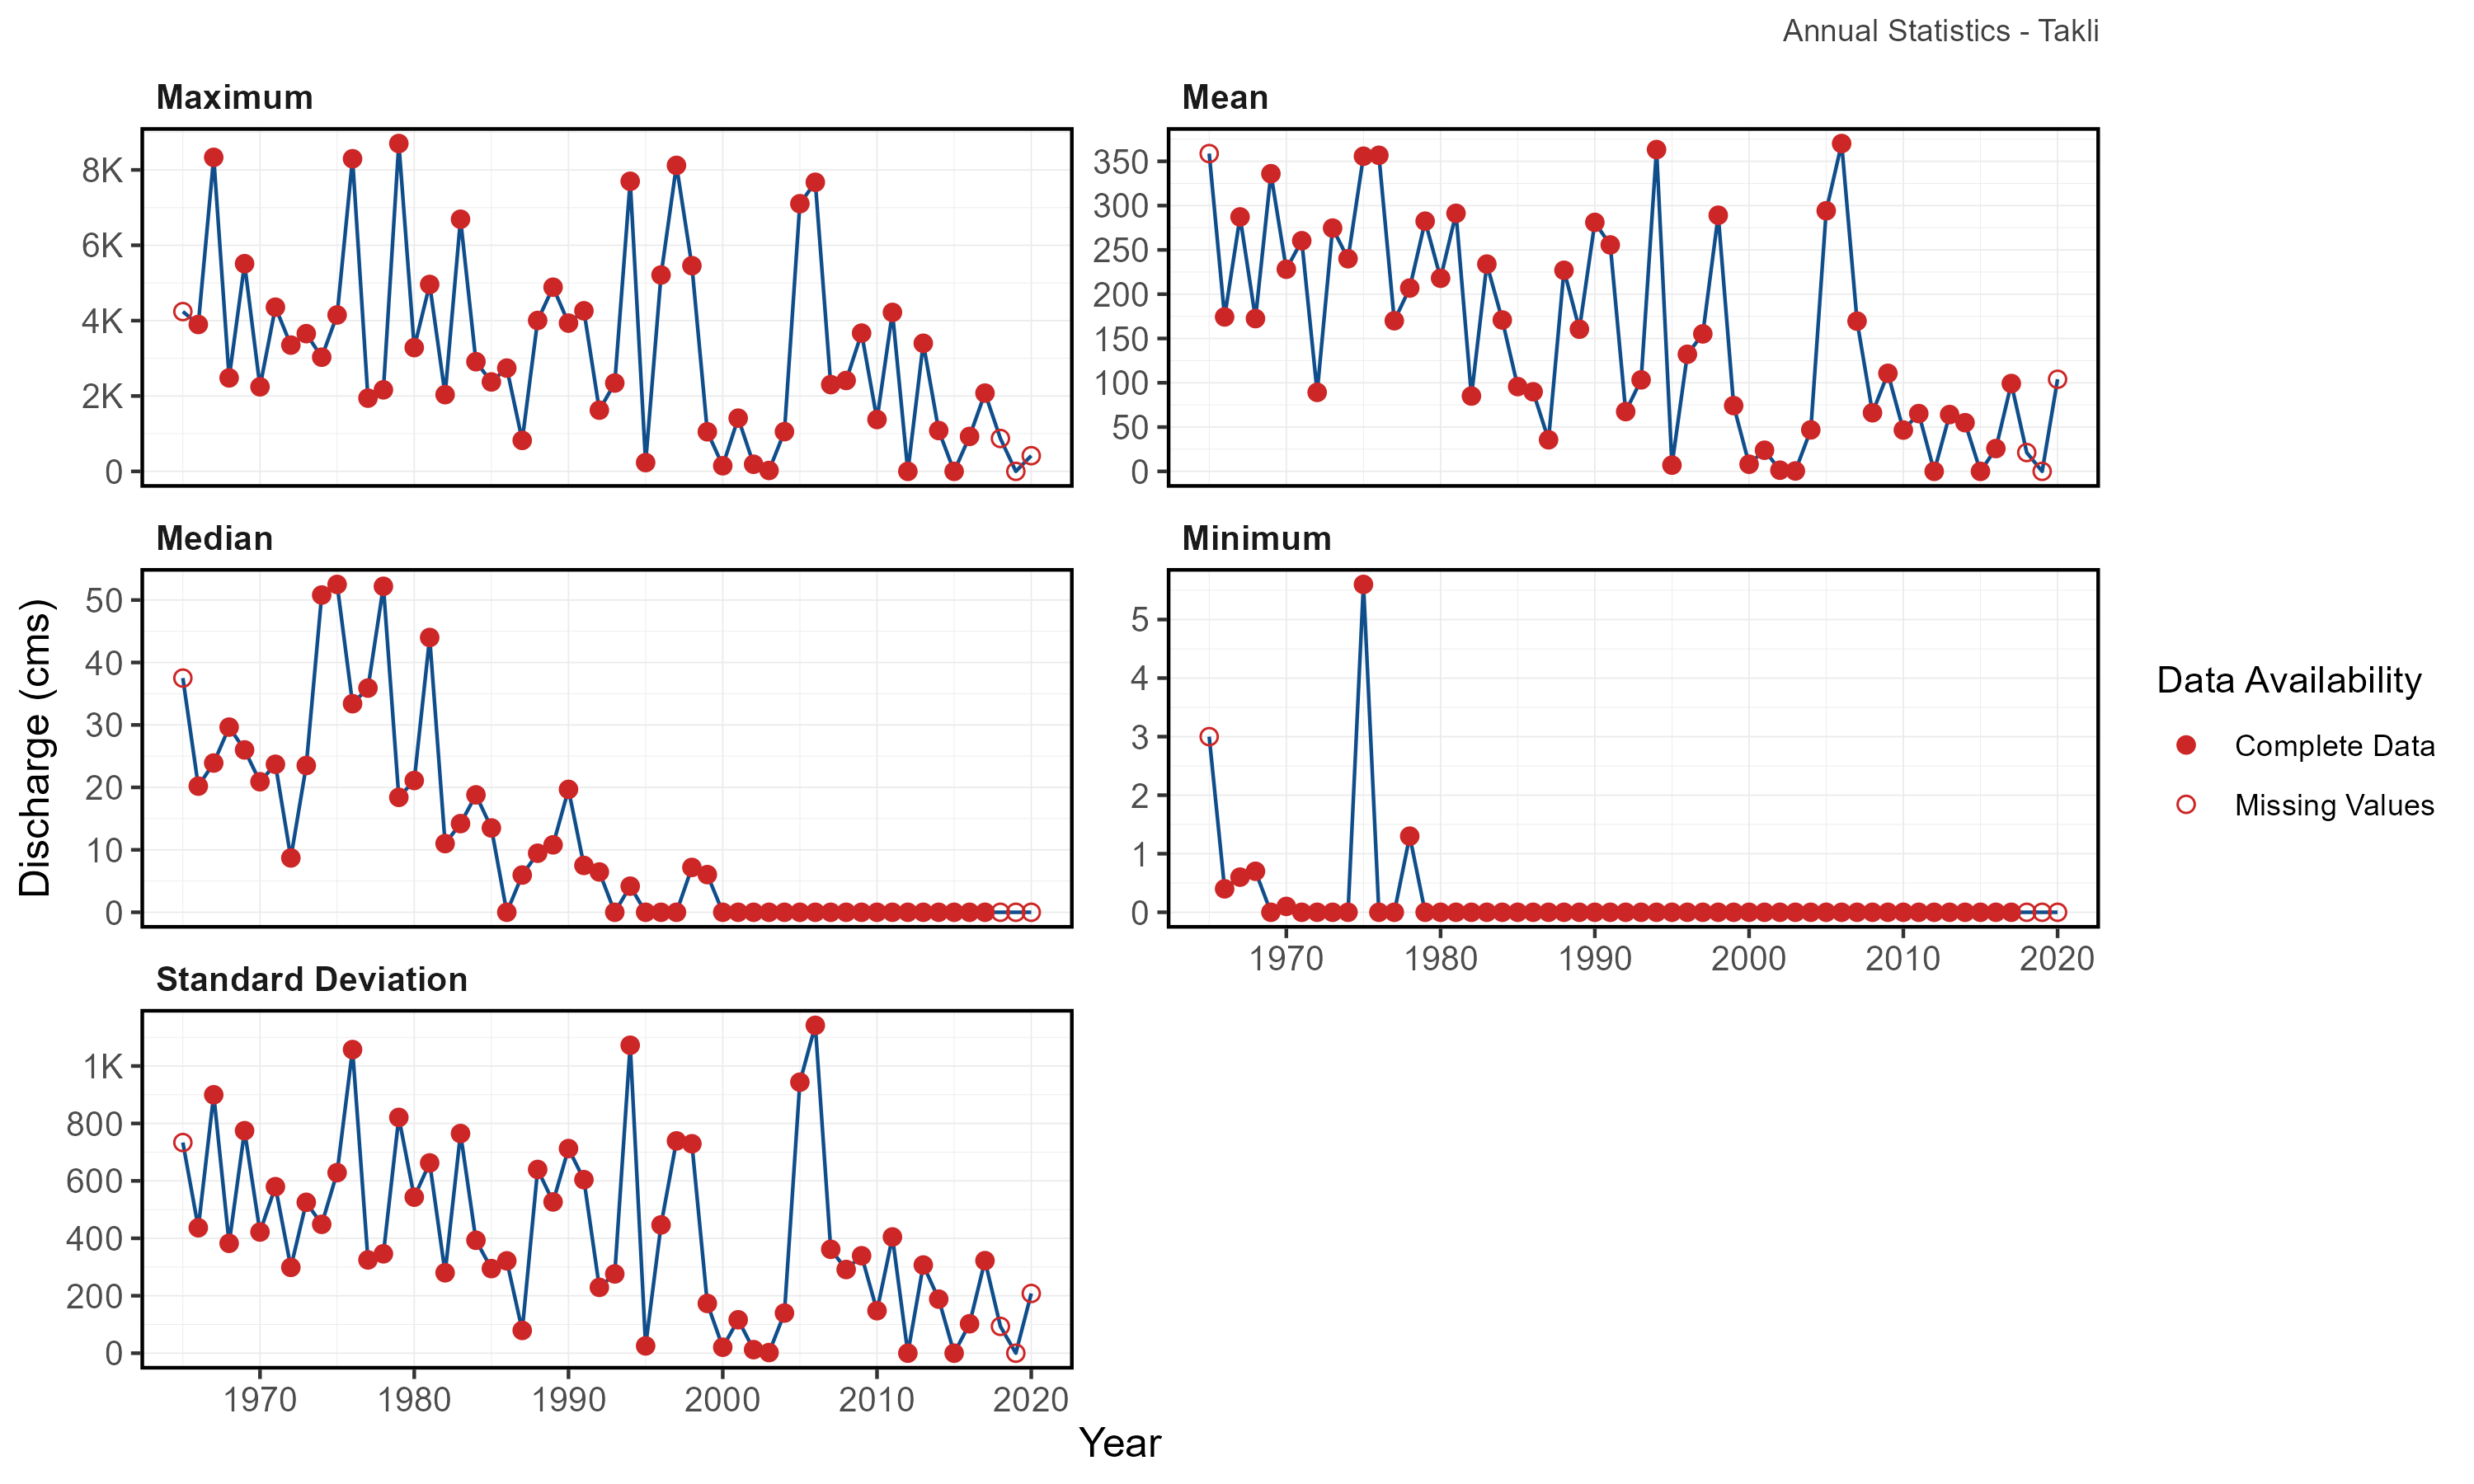 Annual Statistics - Takli
Maximum
8K
6K
4K
2K
0
Mean
350
300
250
200
150
100
50
0
Median
50
40
30
20
10
0
Minimum
5
4
3
2
1
0
1970 1980 1990 2000 2010 2020
Standard Deviation
1K
800
600
400
200
0
1970 1980 1990 2000 2010 2020
Discharge (cms)
Year
Data Availability
Complete Data
Missing Values